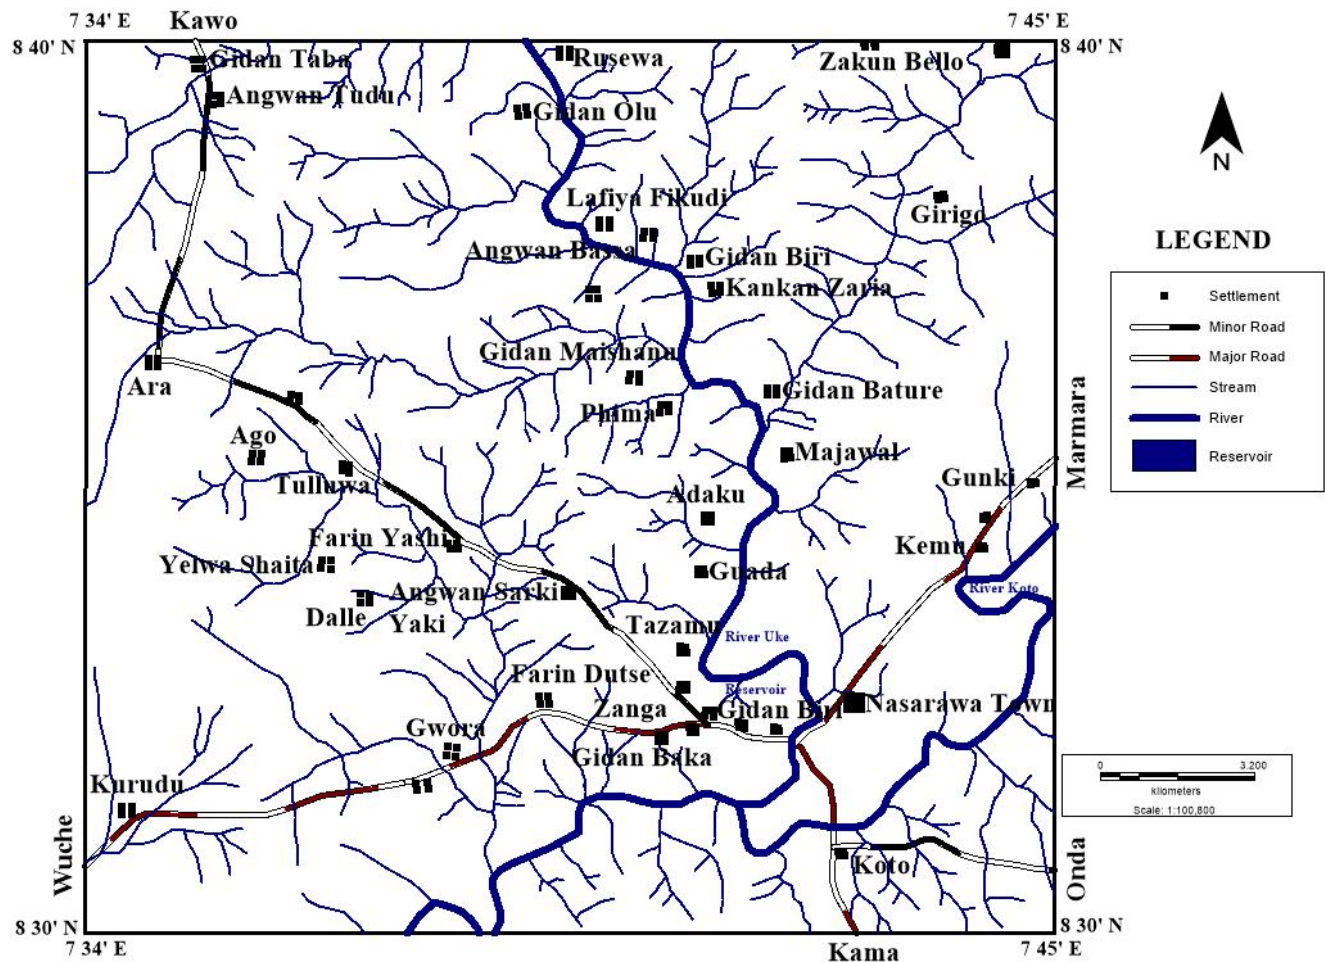 7 34' E
Kawo
7 45' E
8 40' N
8 40' N
Gidan Taba
Rusewa
Zakun Bello
Angwan Tudu
Gidan Olu
N
Lafiya Fikudi
Girigo
Angwan Bassa
Gidan Biri
Kankan Zaria
LEGEND
Settlement
Minor Road
Major Road
Stream
River
Reservoir
Gidan Maishanu
Ara
Gidan Bature
Phima
Marmara
Ago
Majawal
Tulluwa
Gunki
Adaku
Farin Yashi
Kemu
Yelwa Shaita
Guada
Angwan Sarki
Yaki
River Koto
Dalle
Tazamu
River Uke
Farin Dutse
Reservoir
Zanga
Gidan Biri
Nasarawa Town
Gwora
Gidan Baka
Kurudu
0
3.200
kilometers
Scale: 1:100,800
Wuche
Koto
Onda
8 30' N
8 30' N
7 34' E
Kama
7 45' E